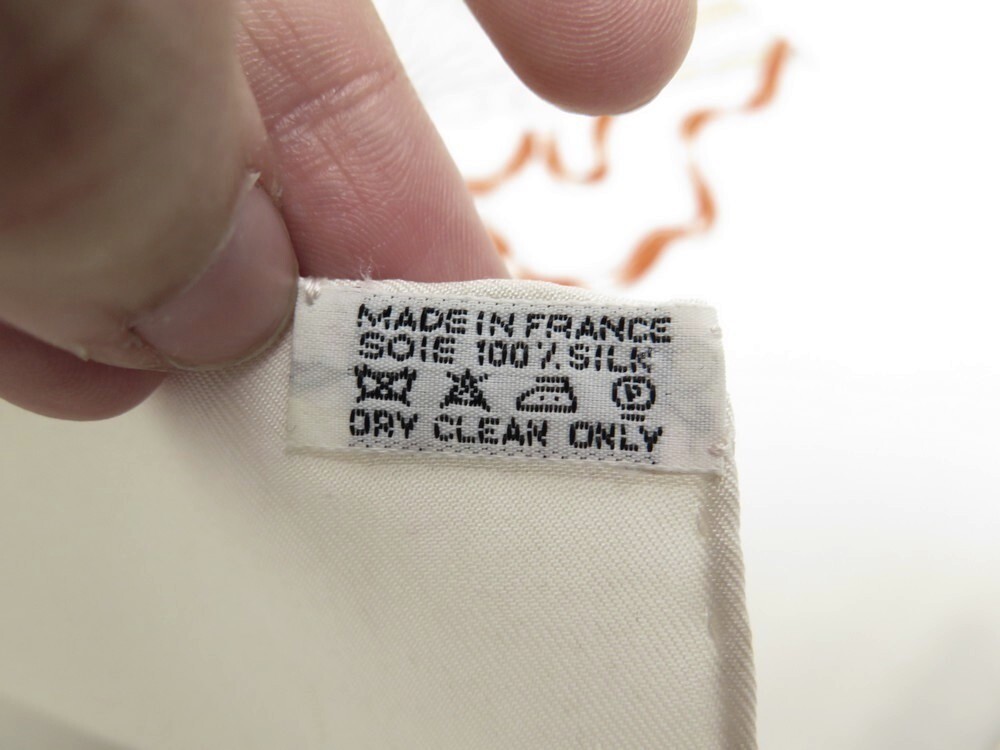 MADE IN FRANCE
SOIE 100% SILK
P
DRY CLEAN ONLY